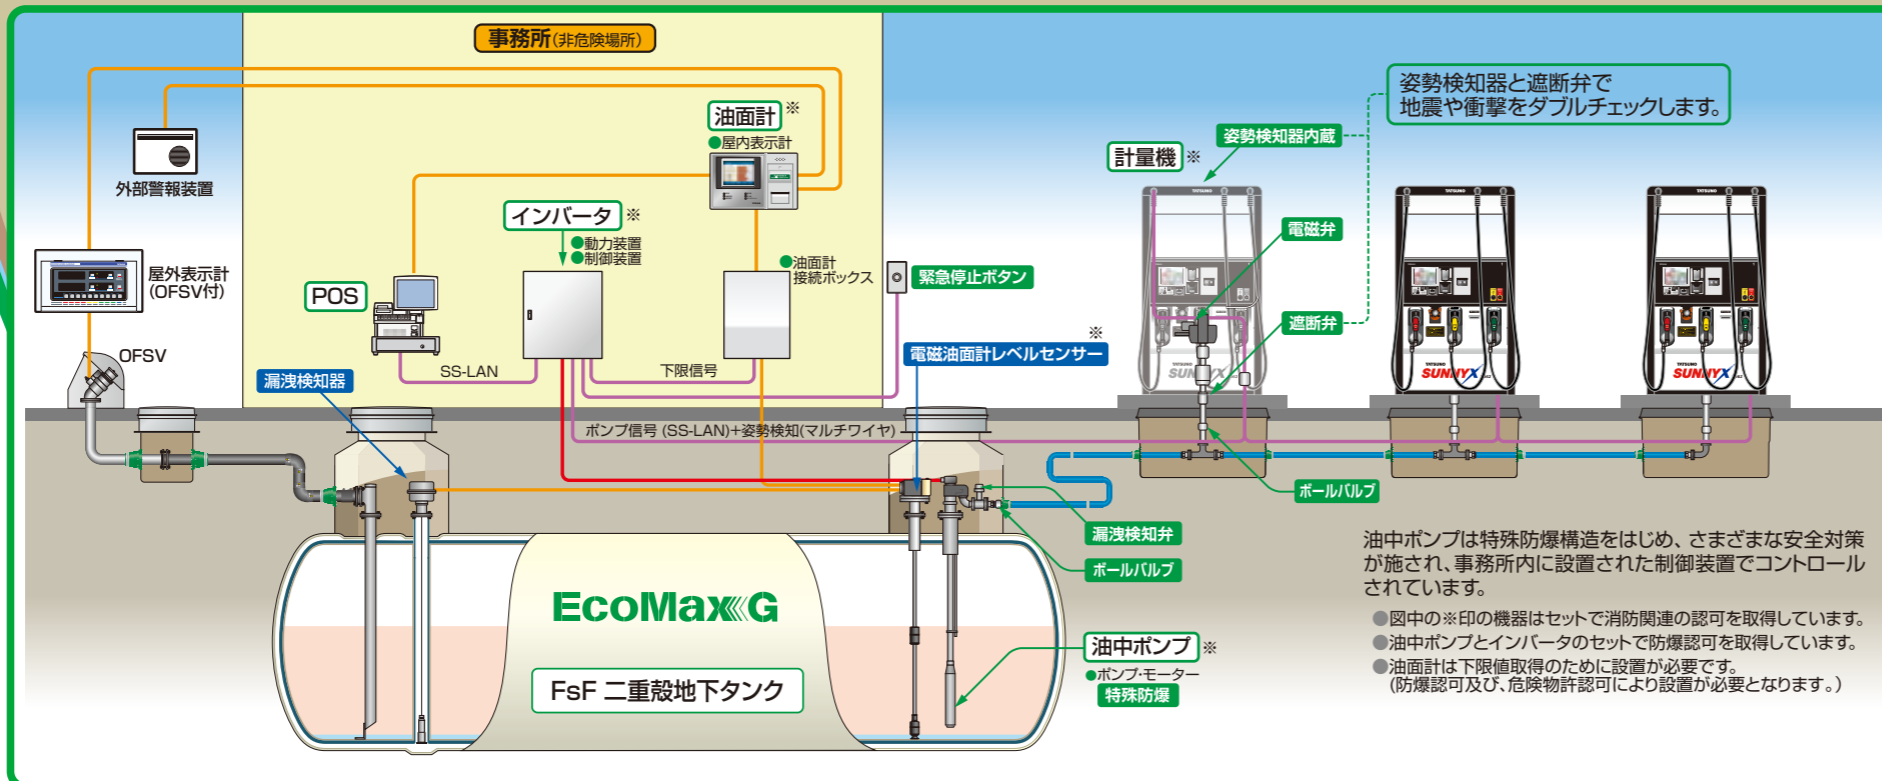 事務所(非危険場所)
外部警報装置
屋外表示計
(OFSV付)
OFSV
漏洩検知器
POS
SS-LAN
インバータ ※
●動力装置
●制御装置
油面計 ※
●屋内表示計
●油面計
接続ボックス
下限信号
緊急停止ボタン
電磁油面計レベルセンサー ※
ポンプ信号 (SS-LAN)+姿勢検知(マルチワイヤ)
計量機 ※
姿勢検知器内蔵
姿勢検知器と遮断弁で
地震や衝撃をダブルチェックします。
電磁弁
遮断弁
TATSUNO
TATSUNO
TATSUNO
TATSUNO
SUNNYX
TATSUNO
SUNNYX
TATSUNO
SUNNYX
ボールバルブ
漏洩検知弁
ボールバルブ
EcoMaxG
FsF 二重殻地下タンク
油中ポンプ ※
●ポンプ・モーター
特殊防爆
油中ポンプは特殊防爆構造をはじめ、さまざまな安全対策
が施され、事務所内に設置された制御装置でコントロール
されています。
●図中の※印の機器はセットで消防関連の認可を取得しています。
●油中ポンプとインバータのセットで防爆認可を取得しています。
●油面計は下限値取得のために設置が必要です。
(防爆認可及び、危険物許認可により設置が必要となります。)